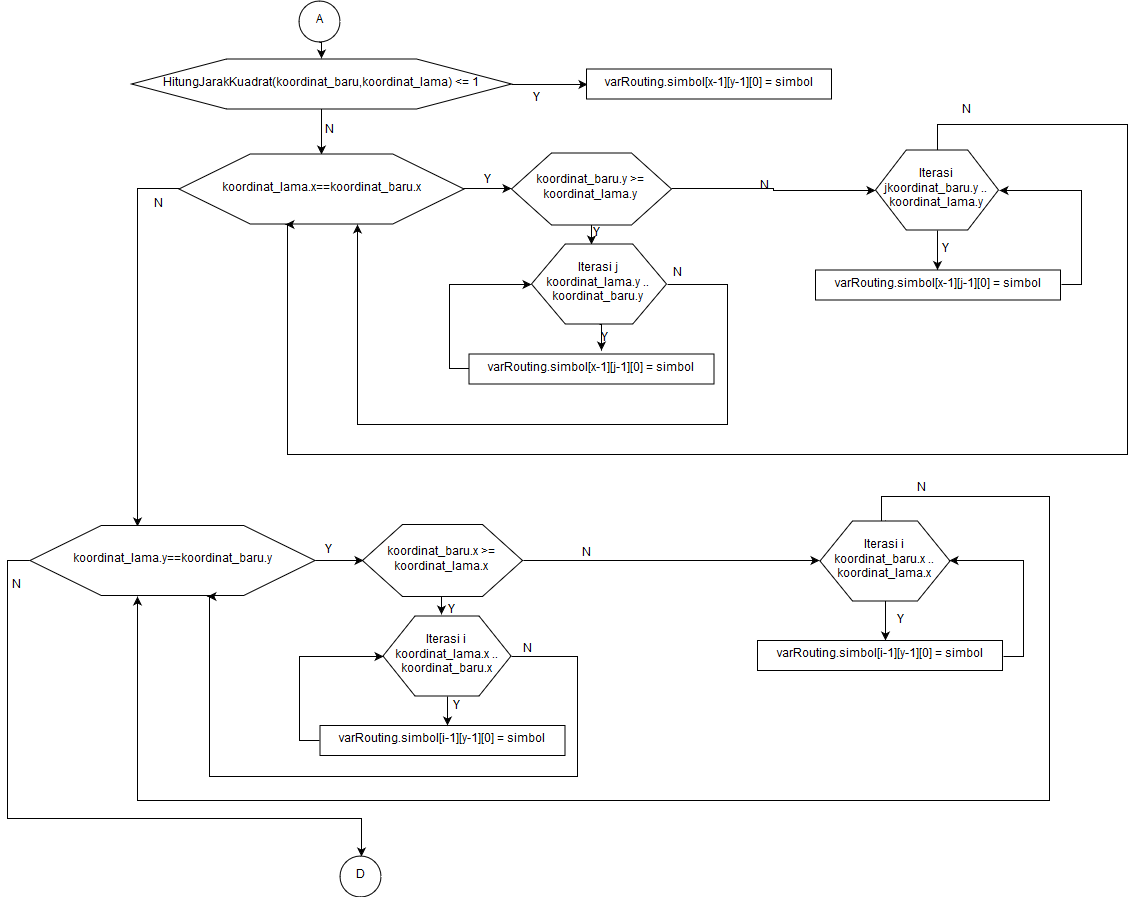 A
HitungJarakKuadrat(koordinat_baru,koordinat_lama) <= 1
Y
varRouting.simbol[x-1][y-1][0] = simbol
N
koordinat_lama.x==koordinat_baru.x
N
Y
koordinat_baru.y >=
koordinat_lama.y
N
Y
Iterasi
jkoordinat_baru.y ..
koordinat_lama.y
N
Y
varRouting.simbol[x-1][j-1][0] = simbol
Iterasi j
koordinat_lama.y ..
koordinat_baru.y
N
Y
varRouting.simbol[x-1][j-1][0] = simbol
koordinat_lama.y==koordinat_baru.y
N
Y
koordinat_baru.x >=
koordinat_lama.x
N
Y
Iterasi i
koordinat_baru.x ..
koordinat_lama.x
N
Y
varRouting.simbol[i-1][y-1][0] = simbol
Iterasi i
koordinat_lama.x ..
koordinat_baru.x
N
Y
varRouting.simbol[i-1][y-1][0] = simbol
D